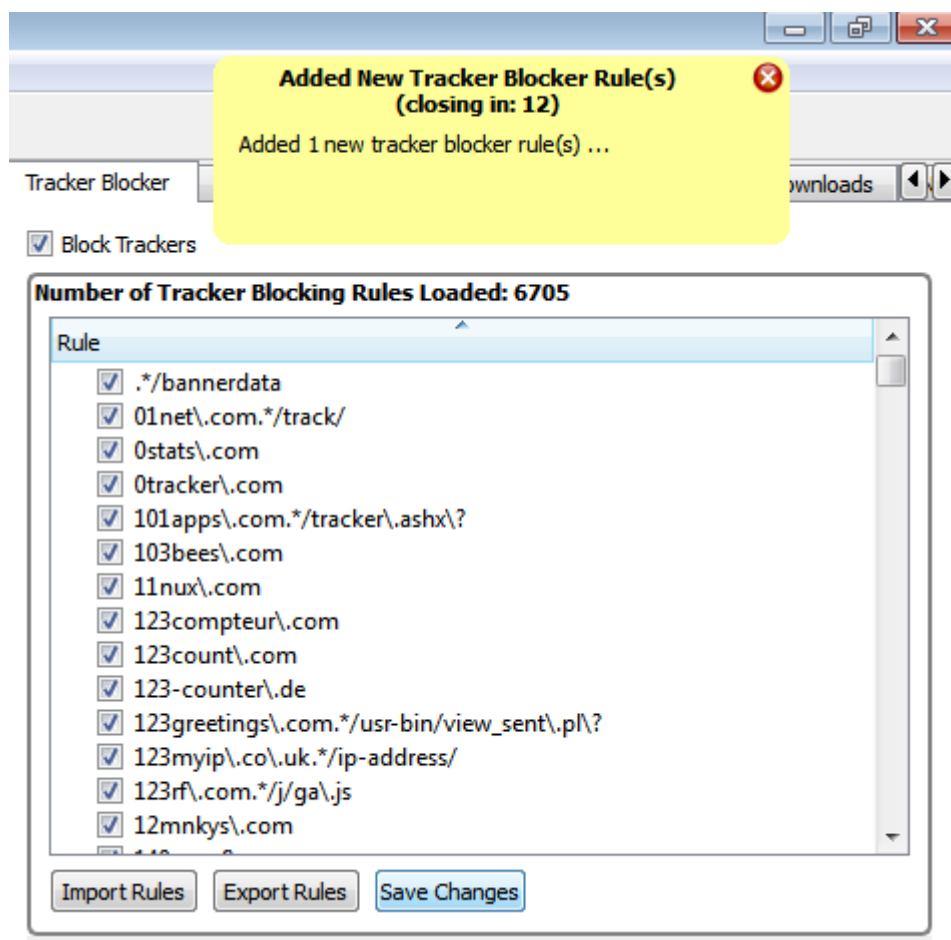 Added New Tracker Blocker Rule(s)
(closing in: 12)
Added 1 new tracker blocker rule(s) ...
Tracker Blocker
ownloads
Block Trackers
Number of Tracker Blocking Rules Loaded: 6705
Rule
.*/bannerdata
01net\.com.*/track/
0stats\.com
0tracker\.com
101apps\.com.*/tracker\.ashx\?
103bees\.com
11nux\.com
123compteur\.com
123count\.com
123-counter\.de
123greetings\.com.*/usr-bin/view_sent\.pl\?
123myip\.co\.uk.*/ip-address/
123rf\.com.*/j/ga\.js
12mnkys\.com
Import Rules
Export Rules
Save Changes